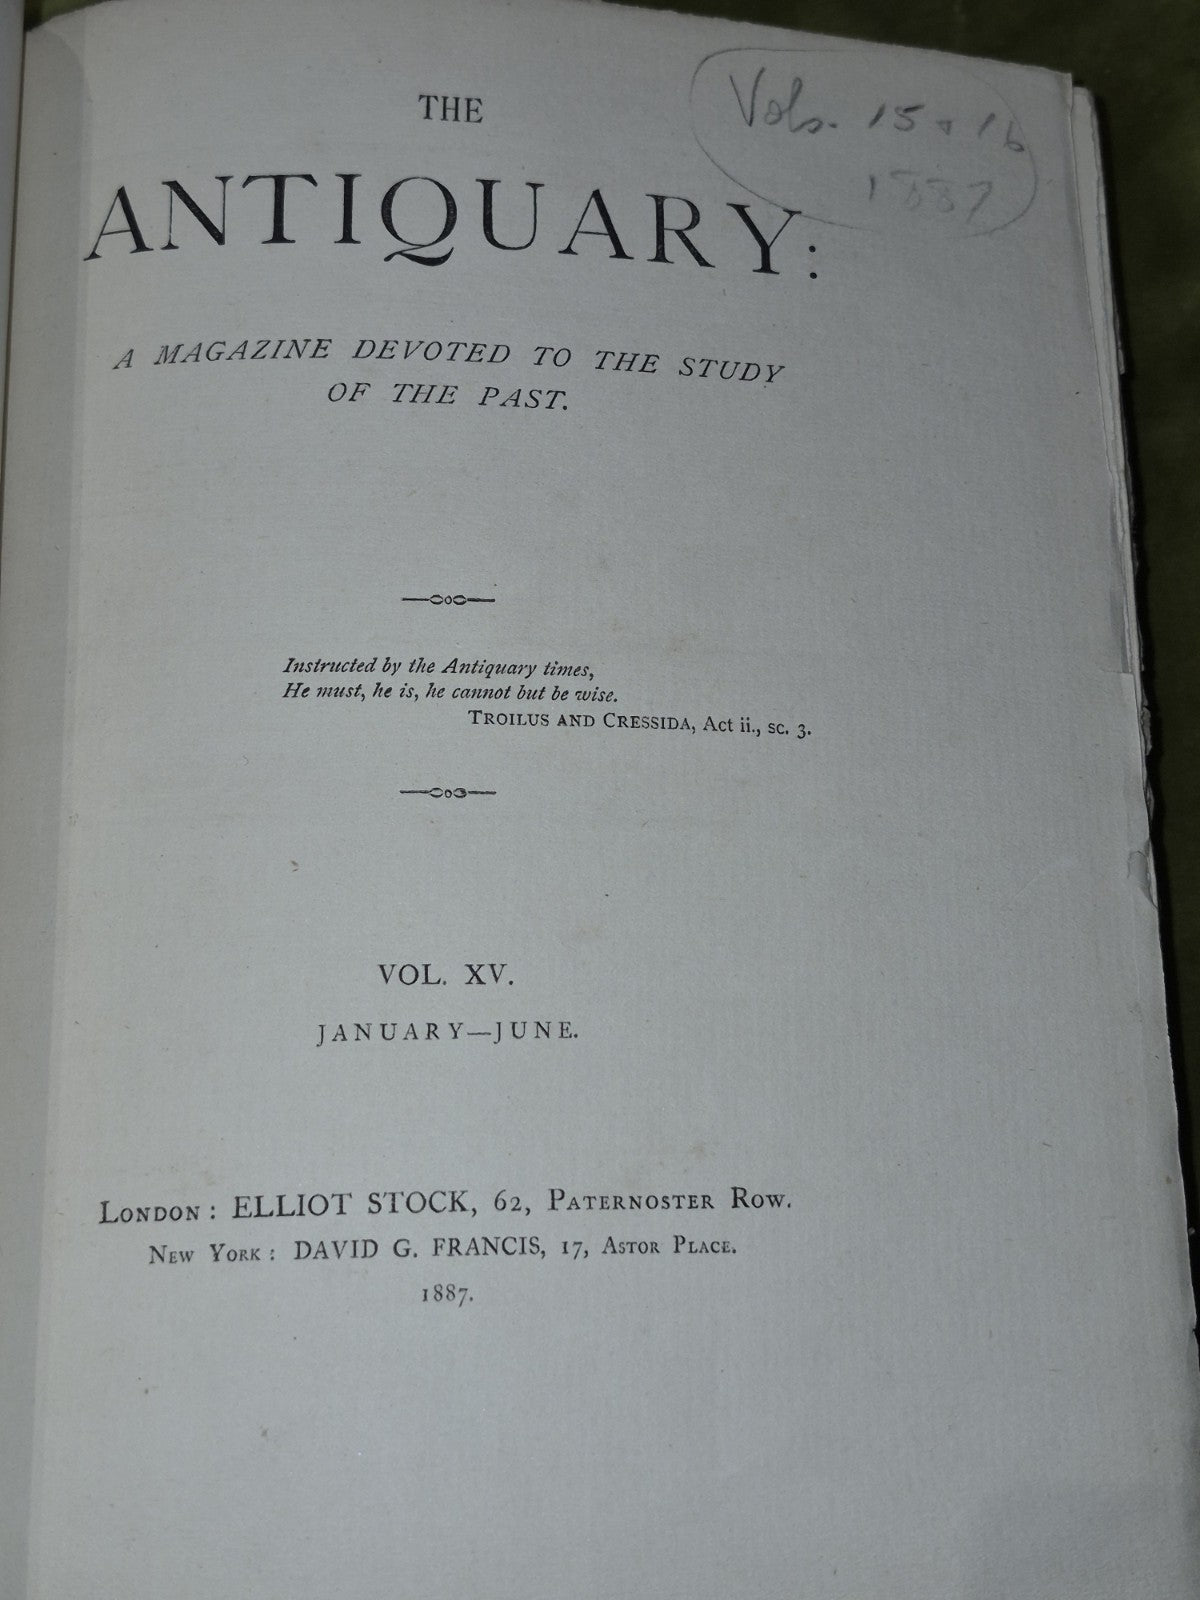 THE
Vols. 15 & 16
1887
ANTIQUARY:
A MAGAZINE DEVOTED TO THE STUDY
OF THE PAST.
Instructed by the Antiquary times,
He must, he is, he cannot but be wise.
TROILUS AND CRESSIDA, Act ii., sc. 3.
VOL. XV.
JANUARY—JUNE.
LONDON: ELLIOT STOCK, 62, PATERNOSTER ROW.
NEW YORK: DAVID G. FRANCIS, 17, ASTOR PLACE.
1887.